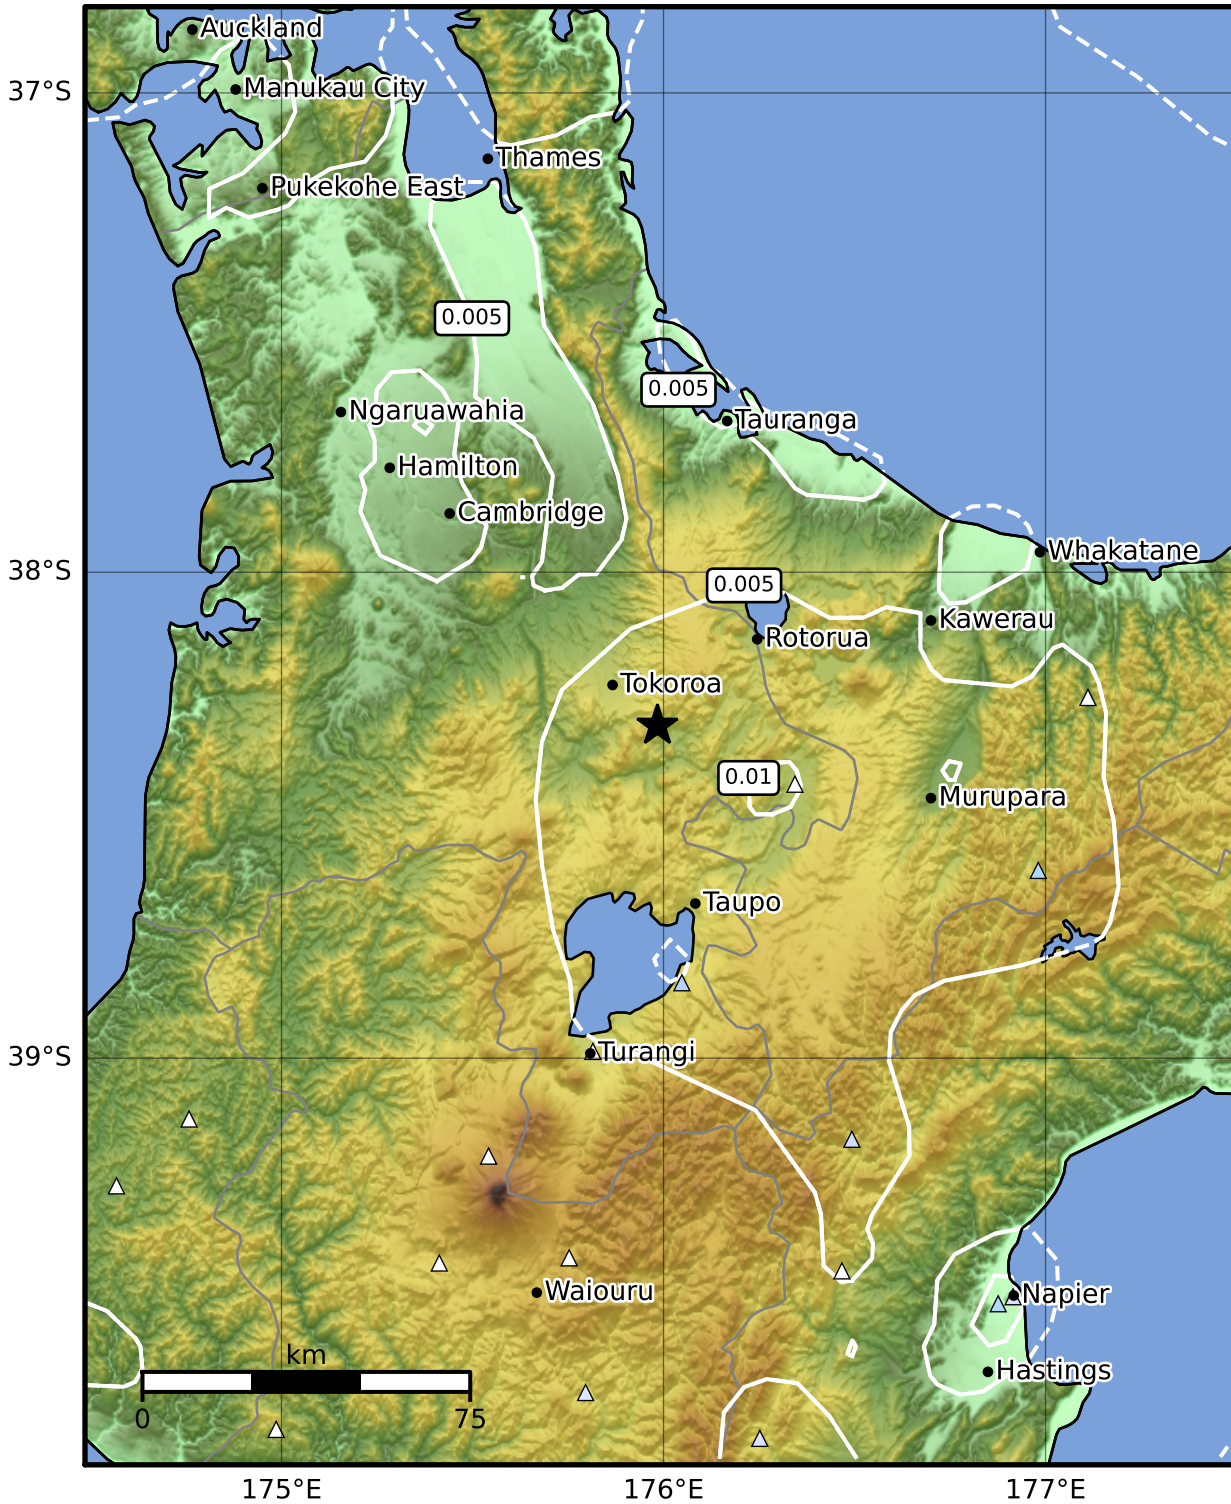 Auckland
37°S
Manukau City
Thames
Pukekohe East
0.005
0.005
Ngaruawahia
Tauranga
Hamilton
Cambridge
Whakatane
38°S
0.005
Kawerau
Rotorua
Tokoroa
0.01
Murupara
Taupo
Turangi
39°S
Waiouru
Napier
km
Hastings
0
75
175°E
176°E
177°E